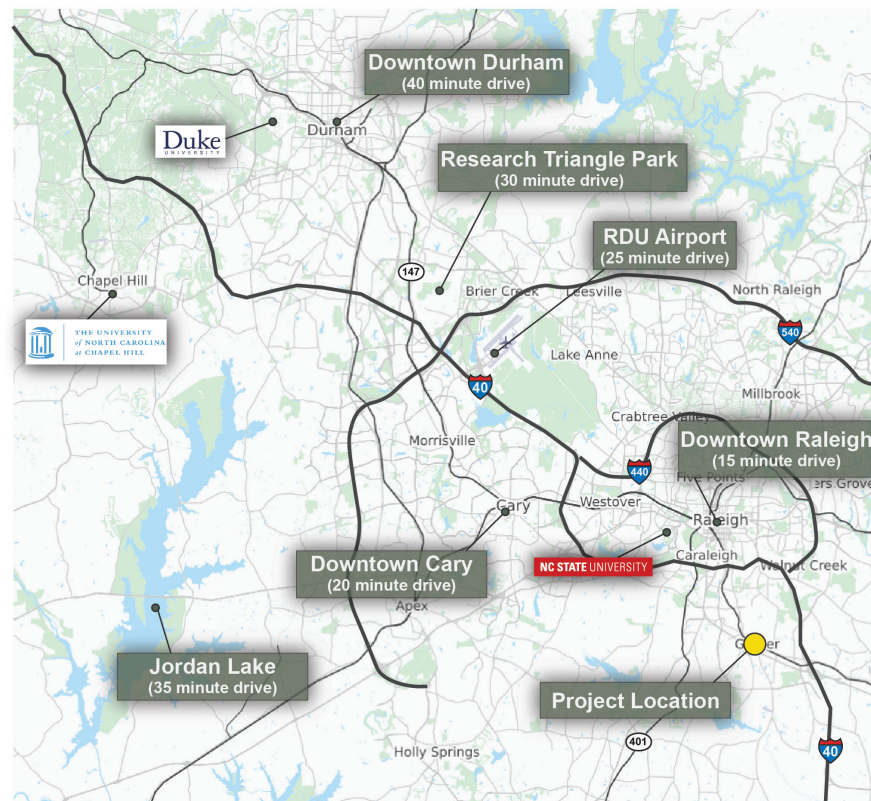 Downtown Durham
(40 minute drive)
Durham
Duke
UNIVERSITY
Research Triangle Park
(30 minute drive)
RDU Airport
(25 minute drive)
147
Chapel Hill
Brier Creek
Leesville
North Raleigh
THE UNIVERSITY
of NORTH CAROLINA
at CHAPEL HILL
540
Lake Anne
40
Millbrook
Crabtree Valley
Morrisville
Downtown Raleigh
(15 minute drive)
440
Five Points
ers Grove
Cary
Westover
Raleigh
Downtown Cary
(20 minute drive)
NC STATE UNIVERSITY
Caraleigh
Walnut Creek
Apex
Jordan Lake
(35 minute drive)
Project Location
401
Holly Springs
40